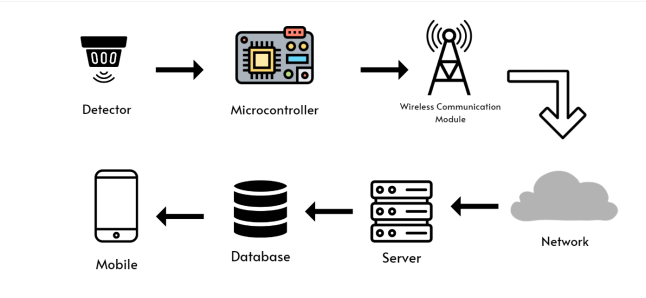 Detector
Microcontroller
Wireless Communication
Module
Network
Server
Database
Mobile